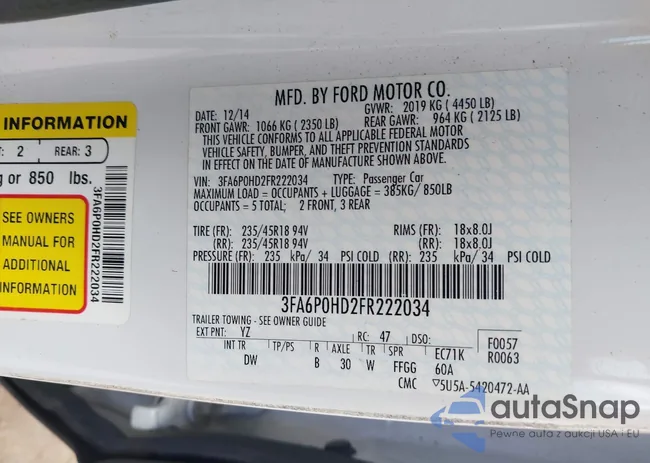 INFORMATION
2 REAR: 3
or 850 lbs.
SEE OWNERS
MANUAL FOR
ADDITIONAL
INFORMATION
3FA6P0HD2FR222034
MFD. BY FORD MOTOR CO.
DATE: 12/14 GVWR: 2019 KG ( 4450 LB)
FRONT GAWR: 1066 KG ( 2350 LB) REAR GAWR: 964 KG ( 2125 LB)
THIS VEHICLE CONFORMS TO ALL APPLICABLE FEDERAL MOTOR
VEHICLE SAFETY, BUMPER, AND THEFT PREVENTION STANDARDS
IN EFFECT ON THE DATE OF MANUFACTURE SHOWN ABOVE.
VIN: 3FA6P0HD2FR222034 TYPE: Passenger Car
MAXIMUM LOAD = OCCUPANTS + LUGGAGE = 385KG/ 850LB
OCCUPANTS = 5 TOTAL; 2 FRONT, 3 REAR
TIRE (FR): 235/45R18 94V RIMS (FR): 18x8.0J
(RR): 235/45R18 94V (RR): 18x8.0J
PRESSURE (FR): 235 kPa/ 34 PSI COLD (RR): 235 kPa/ 34 PSI COLD
3FA6P0HD2FR222034
TRAILER TOWING - SEE OWNER GUIDE
EXT PNT: YZ RC: 47 DSO: F0057
INT TR TP/PS R AXLE TR SPR EC71K R0063
DW B 30 W FFGG 60A
CMC 5U5A-5420472-AA
autaSnap
Pewne auto z aukcji USA i EU